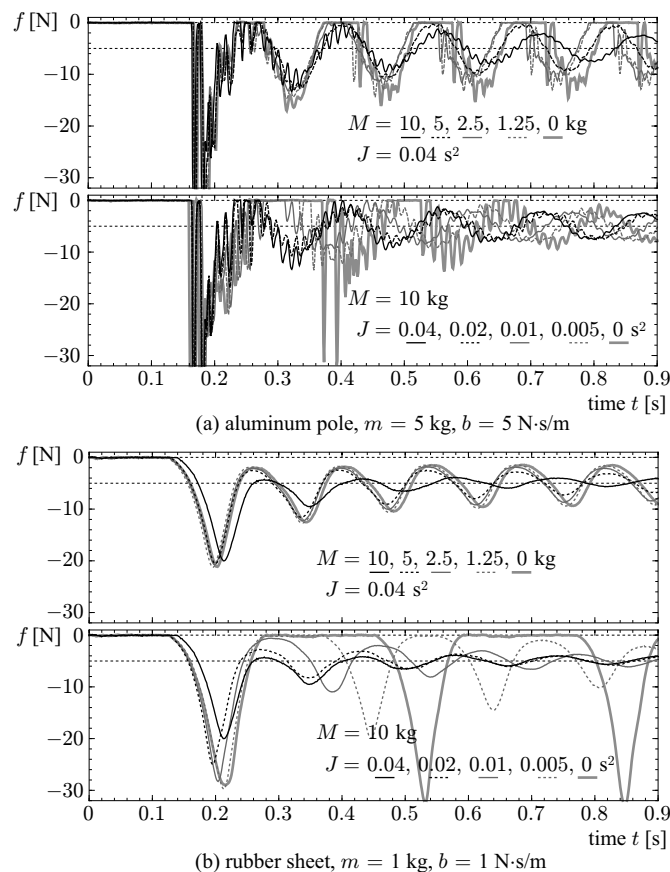 f [N]
0
−10
−20
−30
M = 10, 5, 2.5, 1.25, 0 kg
J = 0.04 s²
f [N]
0
−10
−20
−30
M = 10 kg
J = 0.04, 0.02, 0.01, 0.005, 0 s²
0 0.1 0.2 0.3 0.4 0.5 0.6 0.7 0.8 0.9
time t [s]
(a) aluminum pole, m = 5 kg, b = 5 N·s/m
f [N]
0
−10
−20
−30
M = 10, 5, 2.5, 1.25, 0 kg
J = 0.04 s²
f [N]
0
−10
−20
−30
M = 10 kg
J = 0.04, 0.02, 0.01, 0.005, 0 s²
0 0.1 0.2 0.3 0.4 0.5 0.6 0.7 0.8 0.9
time t [s]
(b) rubber sheet, m = 1 kg, b = 1 N·s/m